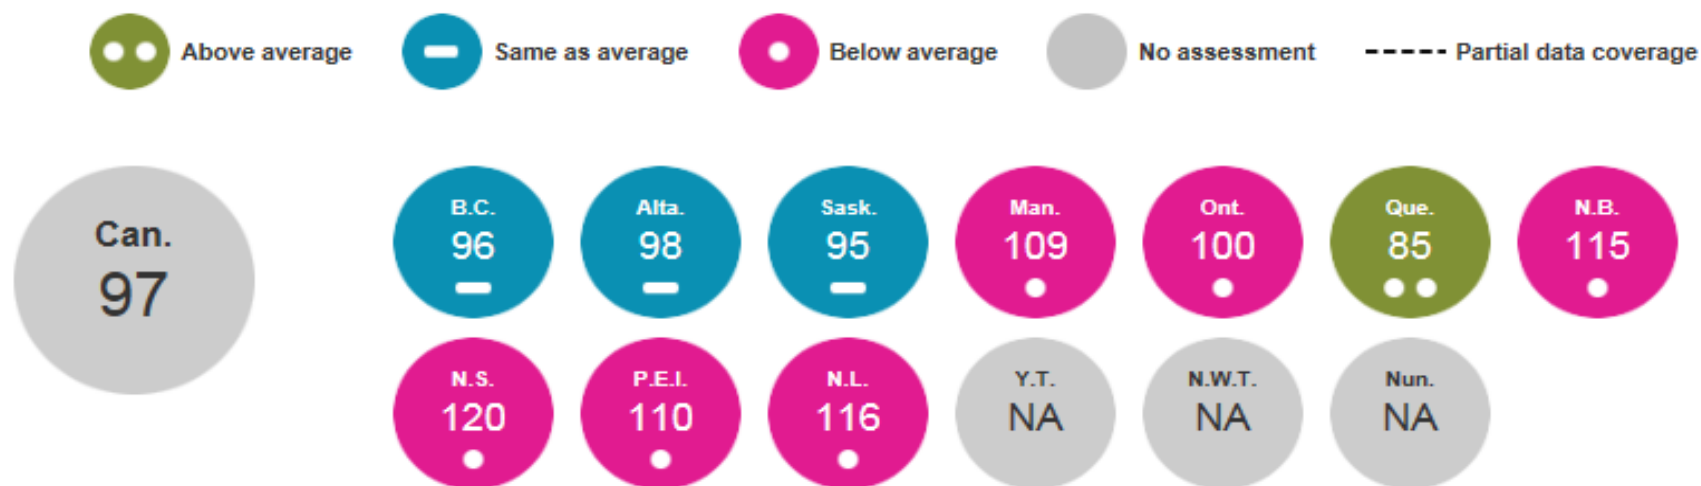 Above average
Same as average
Below average
No assessment
Partial data coverage
Can.
97
B.C.
96
Alta.
98
Sask.
95
Man.
109
Ont.
100
Que.
85
N.B.
115
N.S.
120
P.E.I.
110
N.L.
116
Y.T.
NA
N.W.T.
NA
Nun.
NA